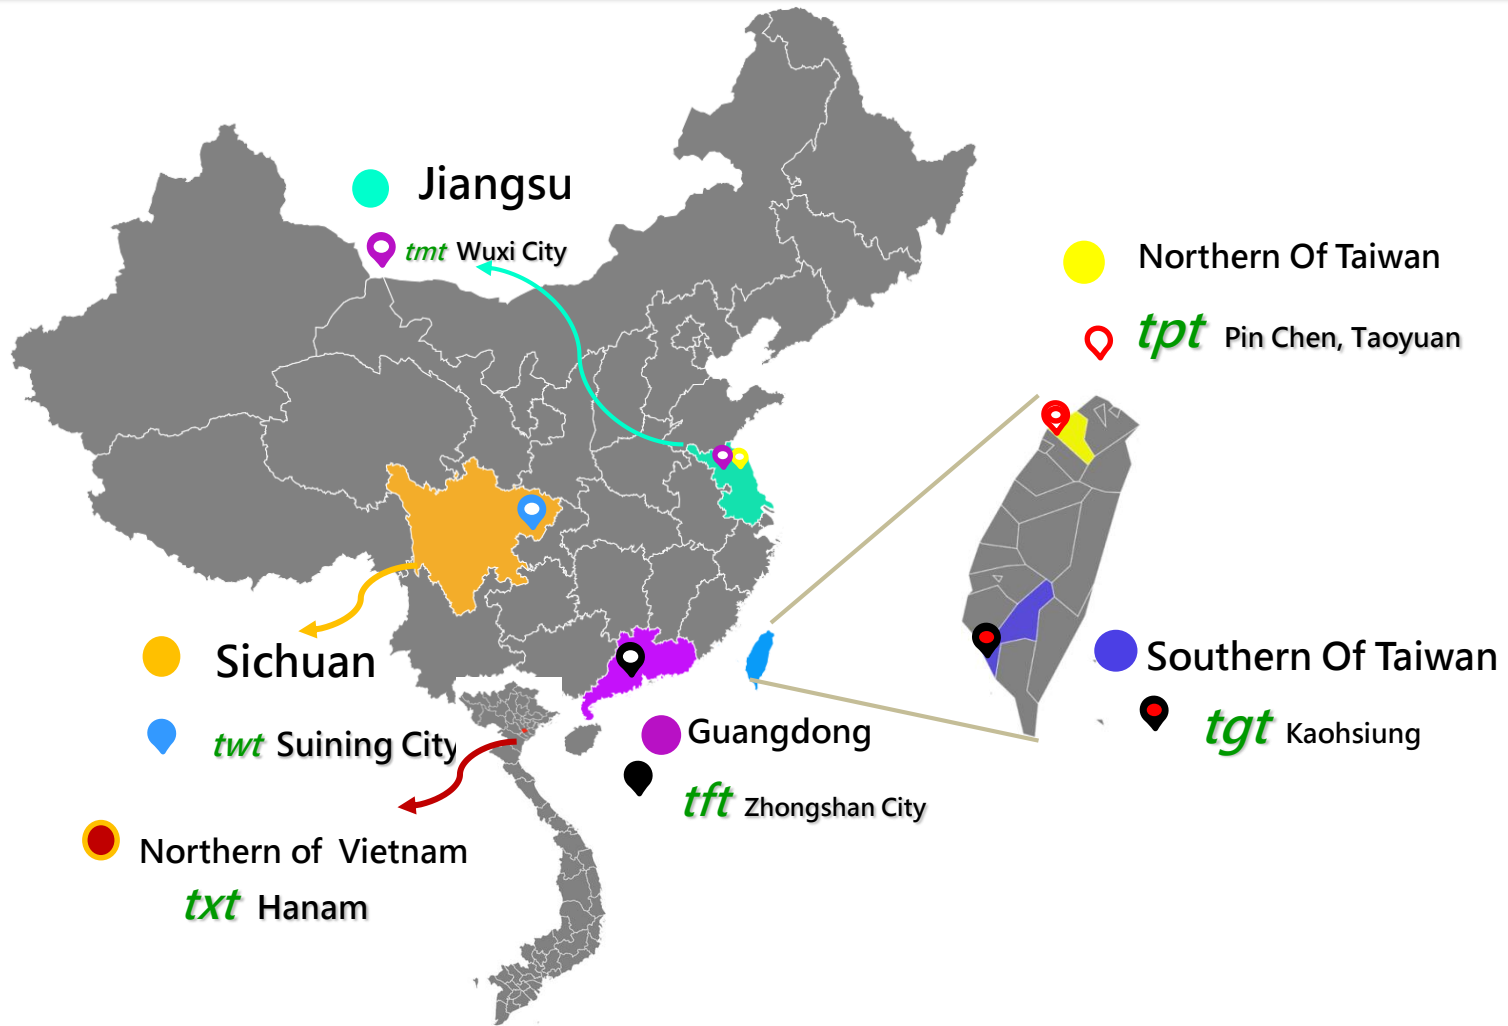 Jiangsu
tmt Wuxi City
Northern Of Taiwan
tpt Pin Chen, Taoyuan
Sichuan
twt Suining City
Guangdong
tft Zhongshan City
Southern Of Taiwan
tgt Kaohsiung
Northern of Vietnam
txt Hanam